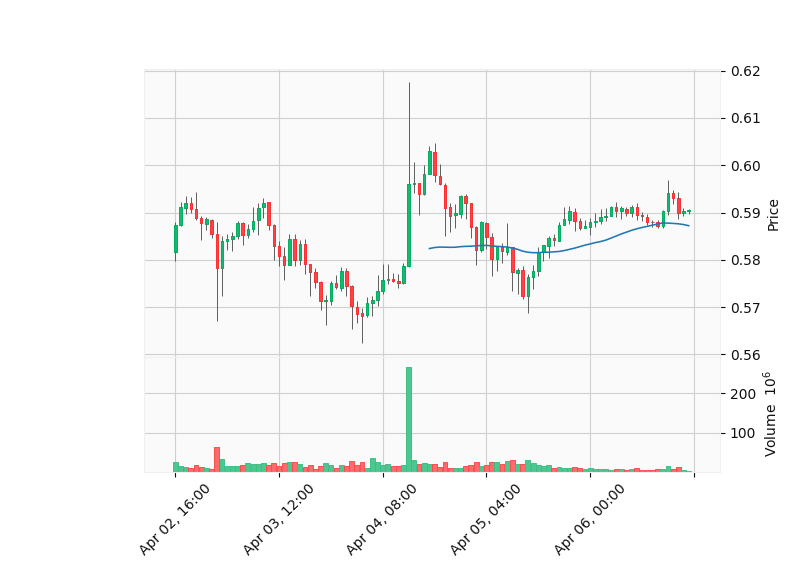 0.62
0.61
0.60
0.59
0.58
0.57
0.56
Price
200
100
Volume 10^6
Apr 02, 16:00
Apr 03, 12:00
Apr 04, 08:00
Apr 05, 04:00
Apr 06, 00:00